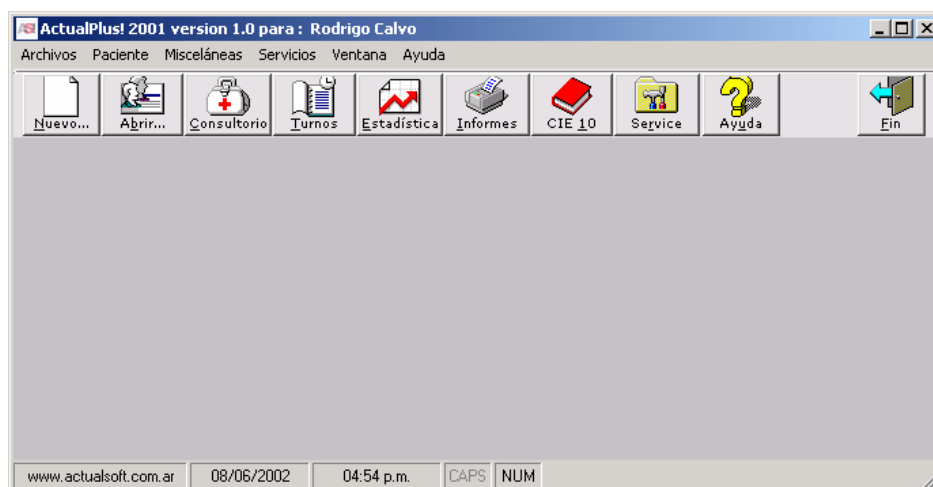 ASI ActualPlus! 2001 version 1.0 para : Rodrigo Calvo
Archivos Paciente Misceláneas Servicios Ventana Ayuda
Nuevo... Abrir... Consultorio Turnos Estadística Informes CIE 10 Service Ayuda Fin
www.actualsoft.com.ar 08/06/2002 04:54 p.m. CAPS NUM